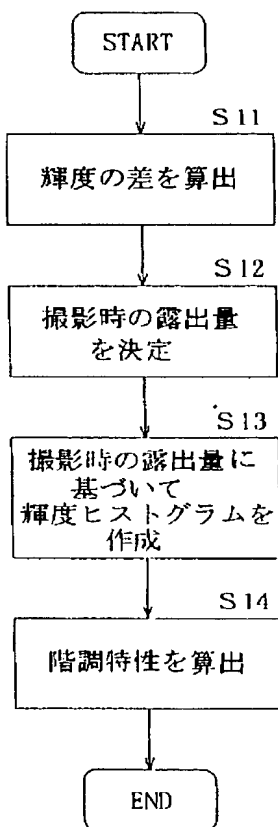 START
S11
輝度の差を算出
S12
撮影時の露出量
を決定
S13
撮影時の露出量に
基づいて
輝度ヒストグラムを
作成
S14
階調特性を算出
END